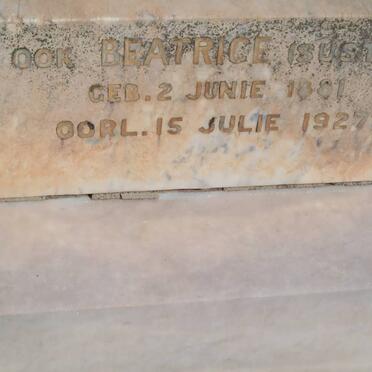 OOK BEATRICE
GEB. 2 JUNIE
OORL. 15 JULIE 1927